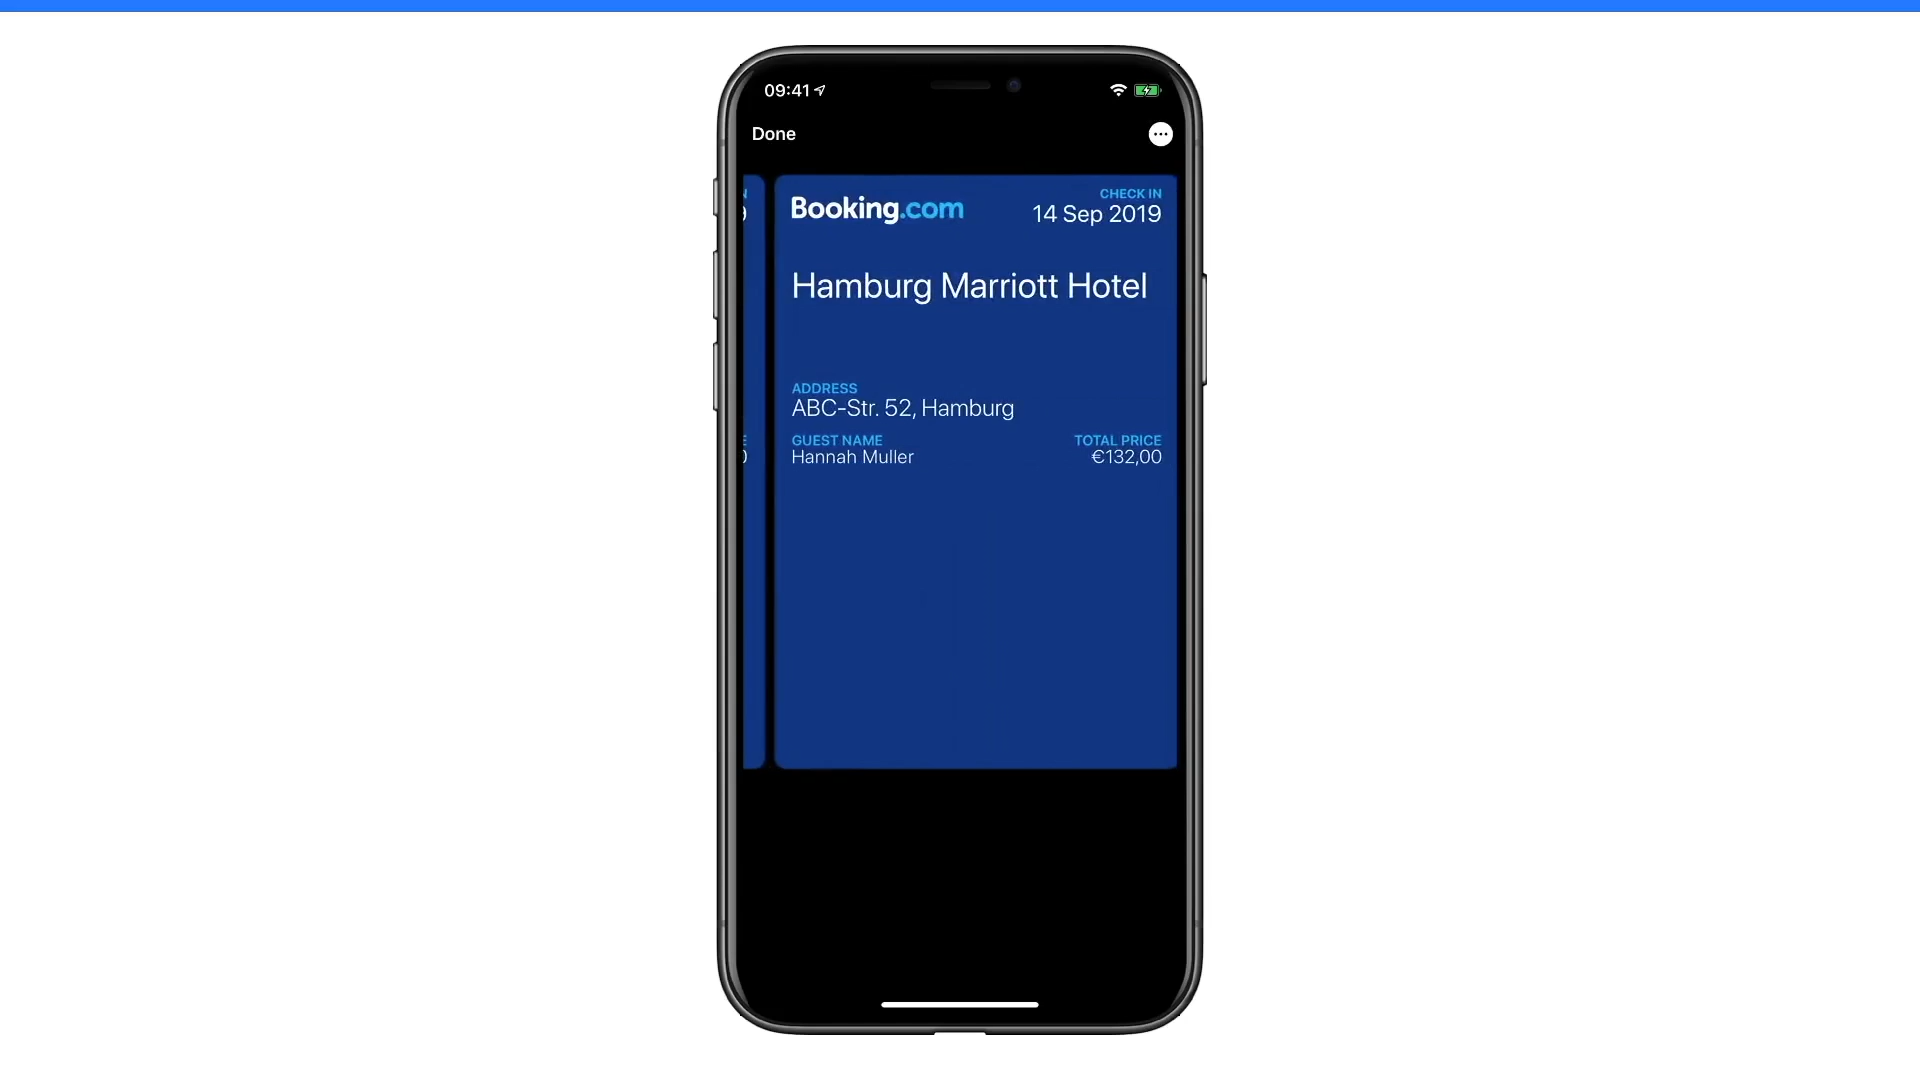 09:41
Done
Booking.com
CHECK IN
14 Sep 2019
Hamburg Marriott Hotel
ADDRESS
ABC-Str. 52, Hamburg
GUEST NAME
TOTAL PRICE
Hannah Muller
€132,00